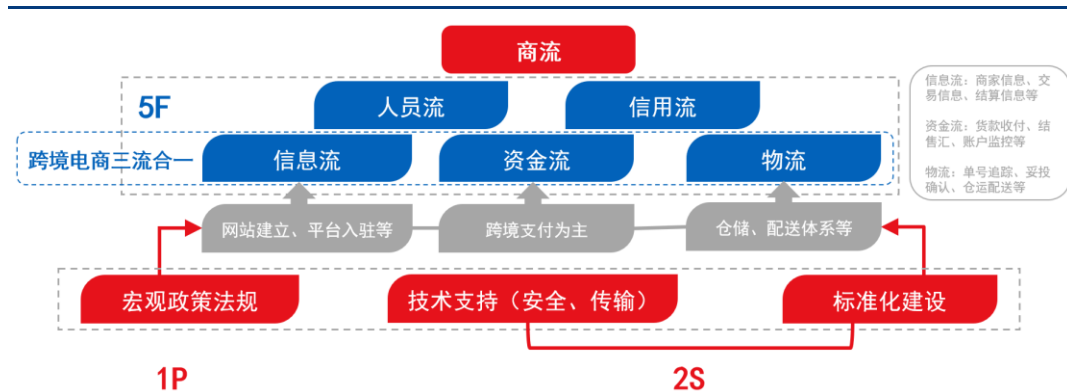 商流
5F
人员流
信用流
跨境电商三流合一
信息流
资金流
物流
信息流：商家信息、交
易信息、结算信息等
资金流：货款收付、结
售汇、账户监控等
物流：单号追踪、妥投
确认、仓运配送等
网站建立、平台入驻等
跨境支付为主
仓储、配送体系等
宏观政策法规
技术支持（安全、传输）
标准化建设
1P
2S